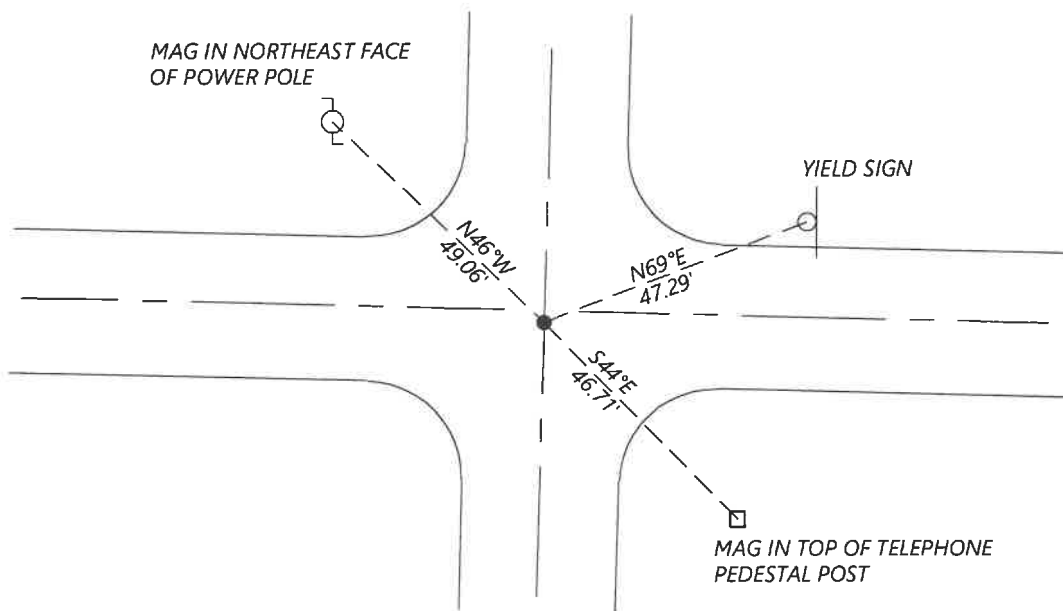 MAG IN NORTHEAST FACE
OF POWER POLE
YIELD SIGN
N46°W
49.06'
N69°E
47.29'
S44°E
46.71'
MAG IN TOP OF TELEPHONE
PEDESTAL POST